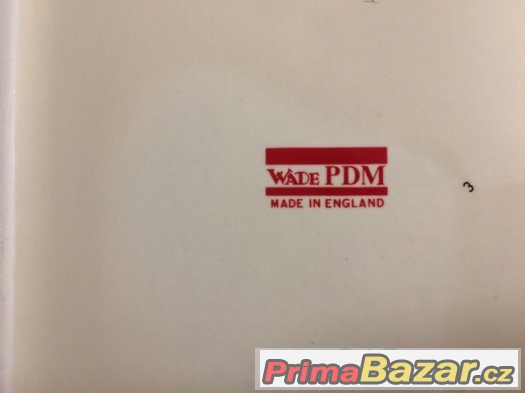 WADE PDM
MADE IN ENGLAND
3
PrimaBazar.cz